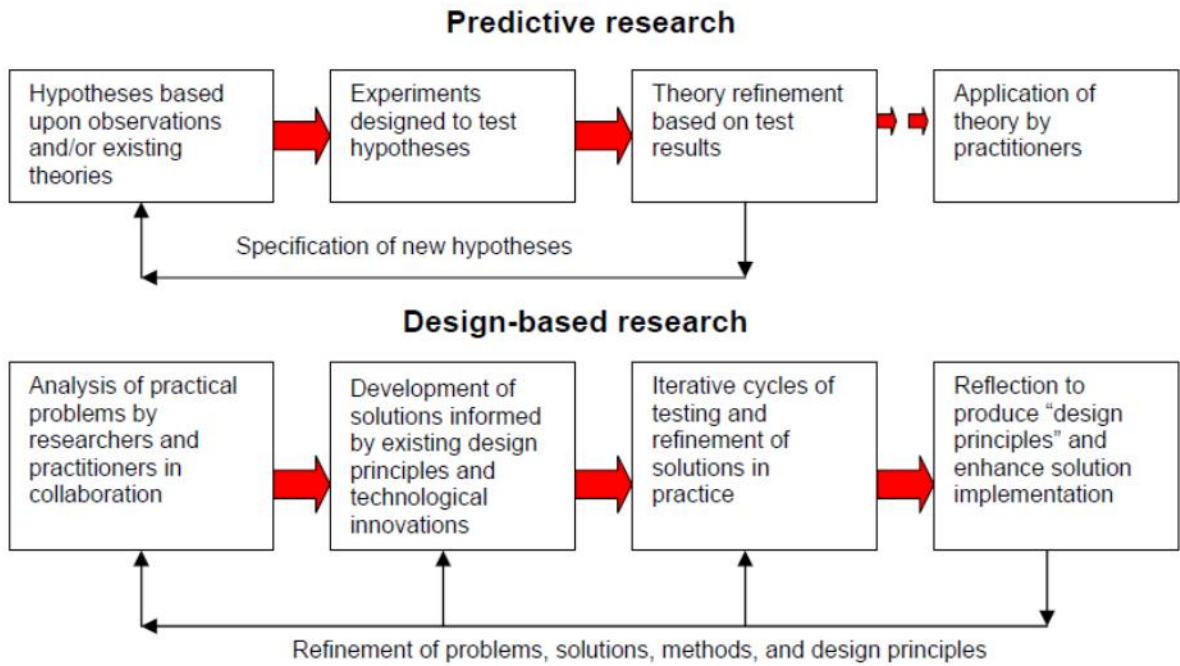 Predictive research
Hypotheses based
upon observations
and/or existing
theories
Experiments
designed to test
hypotheses
Theory refinement
based on test
results
Application of
theory by
practitioners
Specification of new hypotheses
Design-based research
Analysis of practical
problems by
researchers and
practitioners in
collaboration
Development of
solutions informed
by existing design
principles and
technological
innovations
Iterative cycles of
testing and
refinement of
solutions in
practice
Reflection to
produce “design
principles” and
enhance solution
implementation
Refinement of problems, solutions, methods, and design principles